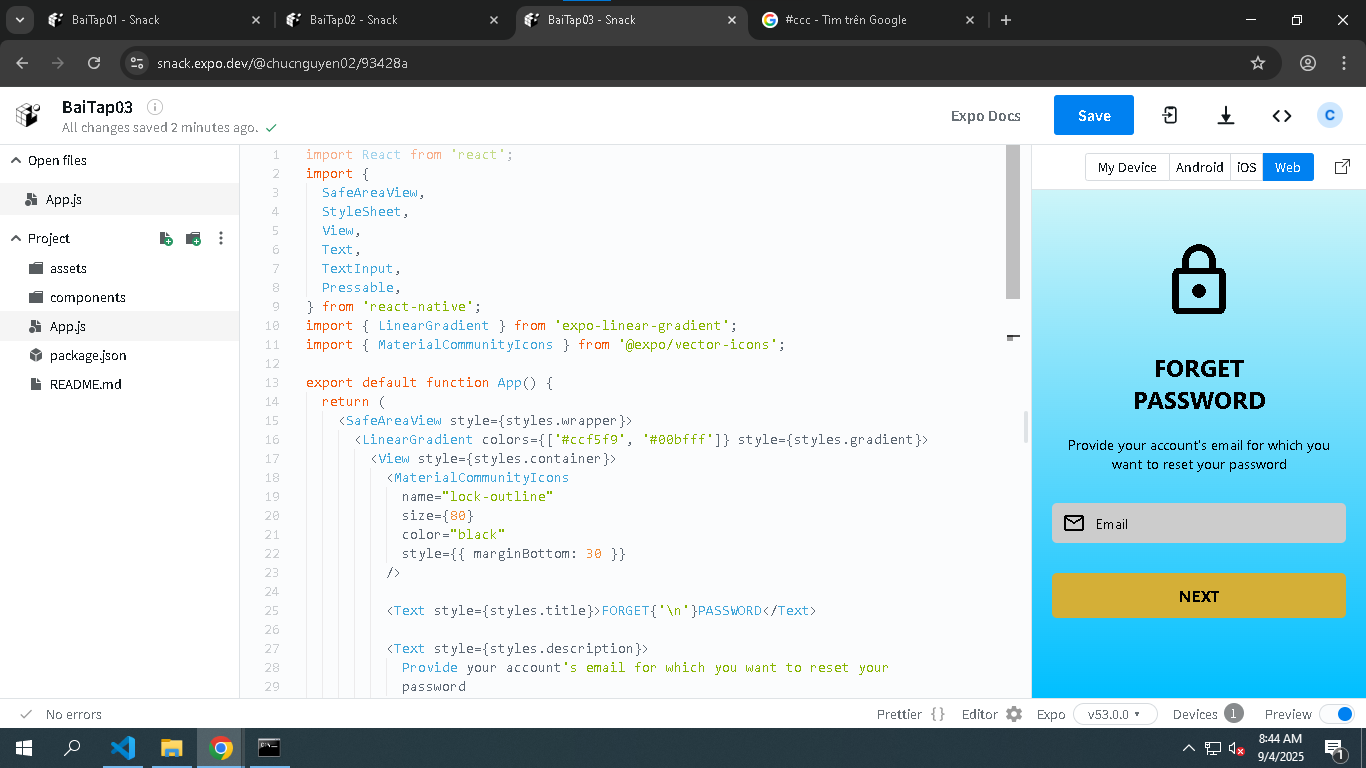 BaiTap01 - Snack
BaiTap02 - Snack
BaiTap03 - Snack
#ccc - Tìm trên Google
snack.expo.dev/@chucnguyen02/93428a
BaiTap03
All changes saved 2 minutes ago.
Expo Docs
Save
C
Open files
App.js
Project
assets
components
App.js
package.json
README.md
1 import React from 'react';
2 import {
3 SafeAreaView,
4 StyleSheet,
5 View,
6 Text,
7 TextInput,
8 Pressable,
9 } from 'react-native';
10 import { LinearGradient } from 'expo-linear-gradient';
11 import { MaterialCommunityIcons } from '@expo/vector-icons';
12
13 export default function App() {
14 return (
15 <SafeAreaView style={styles.wrapper}>
16 <LinearGradient colors={['#ccf5f9', '#00bfff']} style={styles.gradient}>
17 <View style={styles.container}>
18 <MaterialCommunityIcons
19 name="lock-outline"
20 size={80}
21 color="black"
22 style={{ marginBottom: 30 }}
23 />
24
25 <Text style={styles.title}>FORGET{'\n'}PASSWORD</Text>
26
27 <Text style={styles.description}>
28 Provide your account's email for which you want to reset your
29 password
My Device Android iOS Web
FORGET
PASSWORD
Provide your account's email for which you
want to reset your password
Email
NEXT
No errors
Prettier {} Editor Expo v53.0.0 Devices 1 Preview
8:44 AM
9/4/2025
1